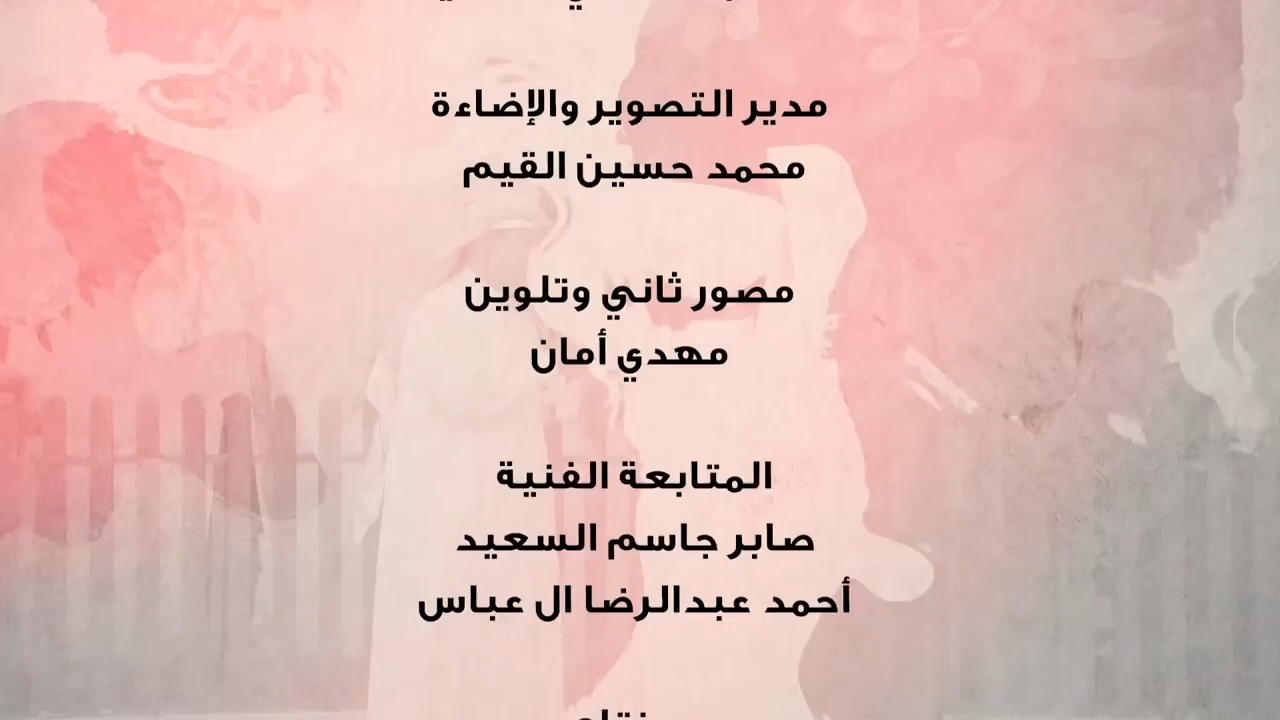 مدير التصوير والإضاءة
محمد حسين القيم
مصور ثاني وتلوين
مهدي أمان
المتابعة الفنية
صابر جاسم السعيد
أحمد عبدالرضا ال عباس